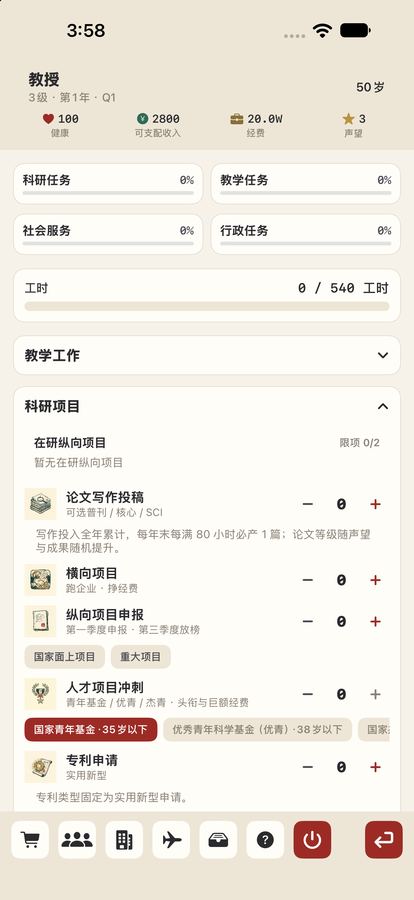 3:58
教授
3级 · 第1年 · Q1
50岁
100
健康
2800
可支配收入
20.0W
经费
3
声望
科研任务 0%
教学任务 0%
社会服务 0%
行政任务 0%
工时 0 / 540 工时
教学工作
科研项目
在研纵向项目 限项 0/2
暂无在研纵向项目
论文写作投稿
可选普刊 / 核心 / SCI
− 0 +
写作投入全年累计，每年末每满 80 小时必产 1 篇；论文等级随声望
与成果随机提升。
横向项目
跑企业 · 挣经费
− 0 +
纵向项目申报
第一季度申报 · 第三季度放榜
− 0 +
国家面上项目 重大项目
人才项目冲刺
青年基金 / 优青 / 杰青 · 头衔与巨额经费
− 0 +
国家青年基金 · 35岁以下 优秀青年科学基金（优青）· 38岁以下 国家
专利申请
实用新型
− 0 +
专利类型固定为实用新型申请。